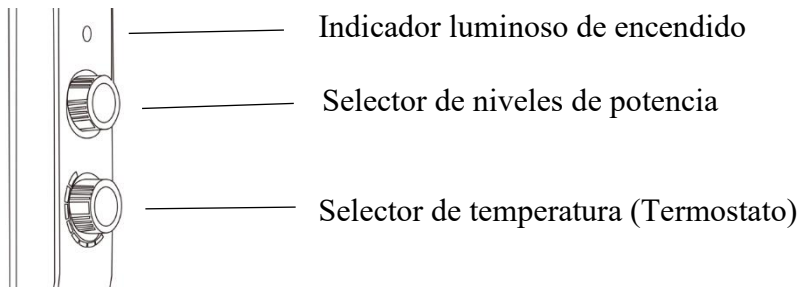 Indicador luminoso de encendido
Selector de niveles de potencia
Selector de temperatura (Termostato)